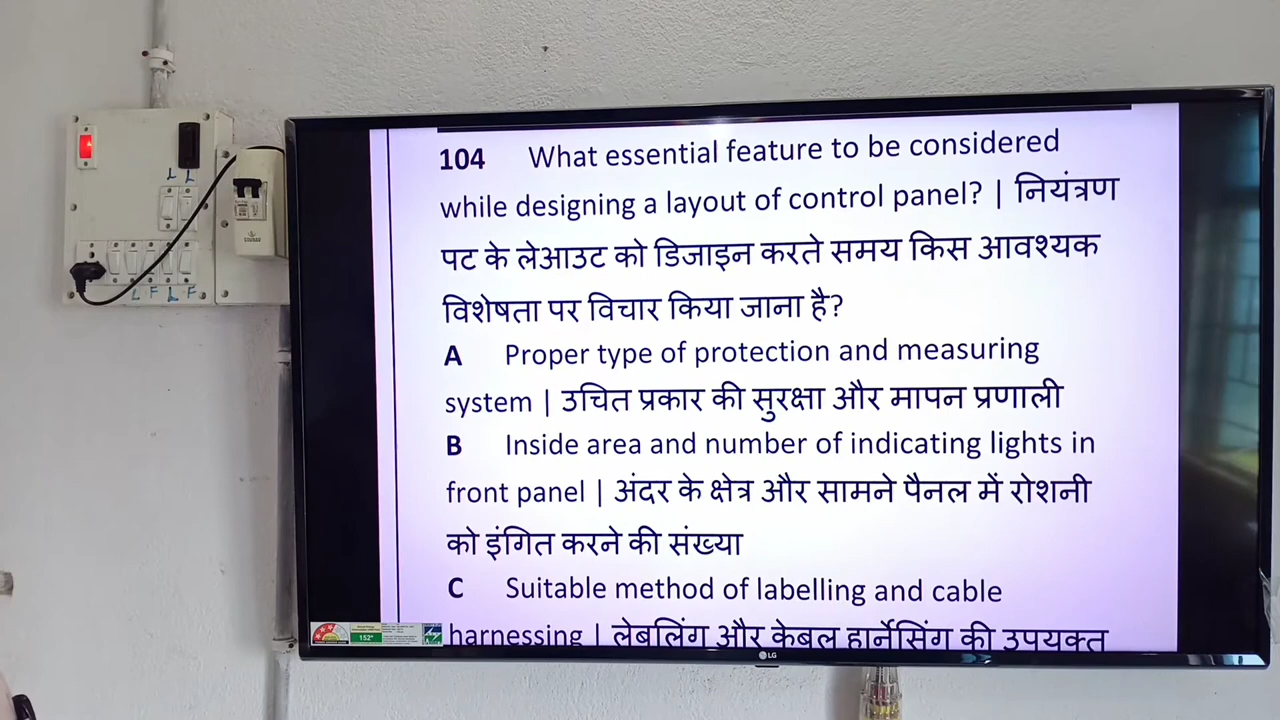 104 What essential feature to be considered
while designing a layout of control panel? | नियंत्रण
पट के लेआउट को डिजाइन करते समय किस आवश्यक
विशेषता पर विचार किया जाना है?
A Proper type of protection and measuring
system | उचित प्रकार की सुरक्षा और मापन प्रणाली
B Inside area and number of indicating lights in
front panel | अंदर के क्षेत्र और सामने पैनल में रोशनी
को इंगित करने की संख्या
C Suitable method of labelling and cable
harnessing | लेबलिंग और केबल हार्नेसिंग की उपयुक्त
LG
152
L L
L F L F